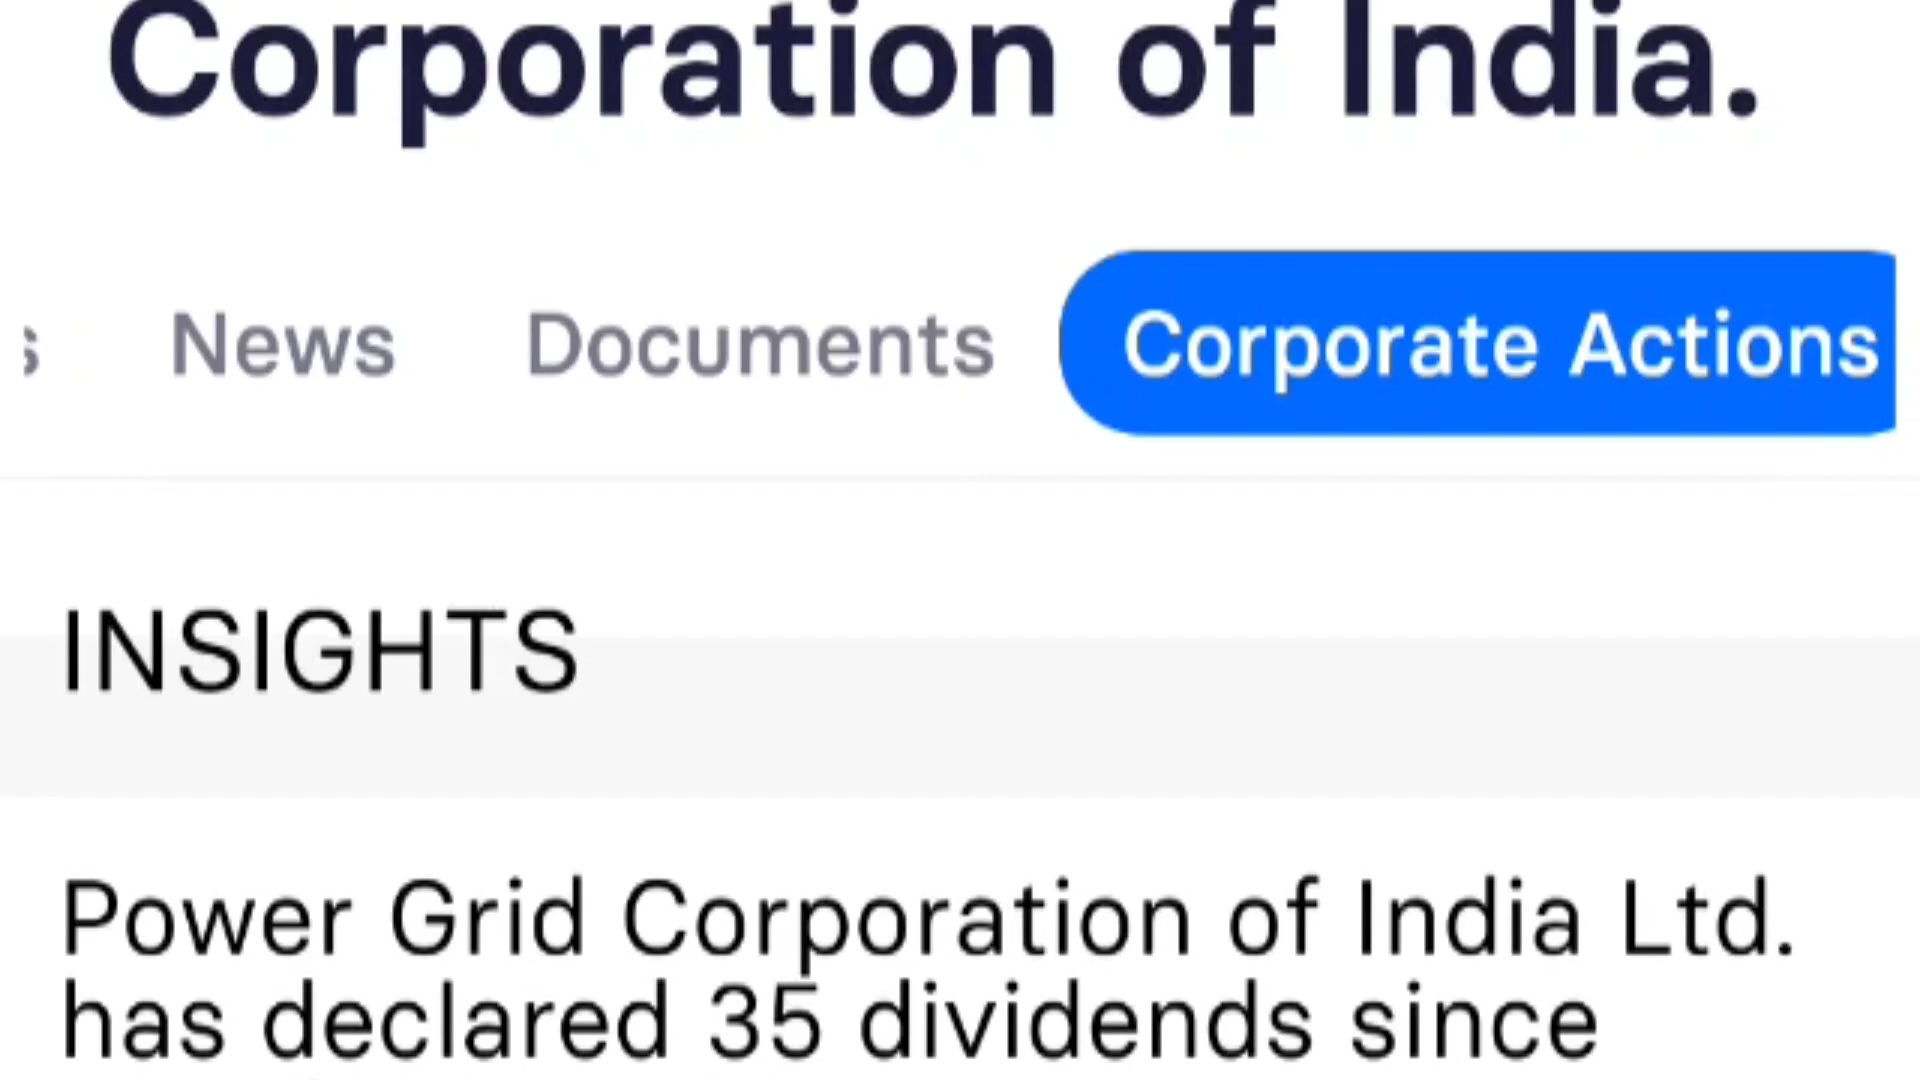 Corporation of India.
s News Documents Corporate Actions
INSIGHTS
Power Grid Corporation of India Ltd.
has declared 35 dividends since